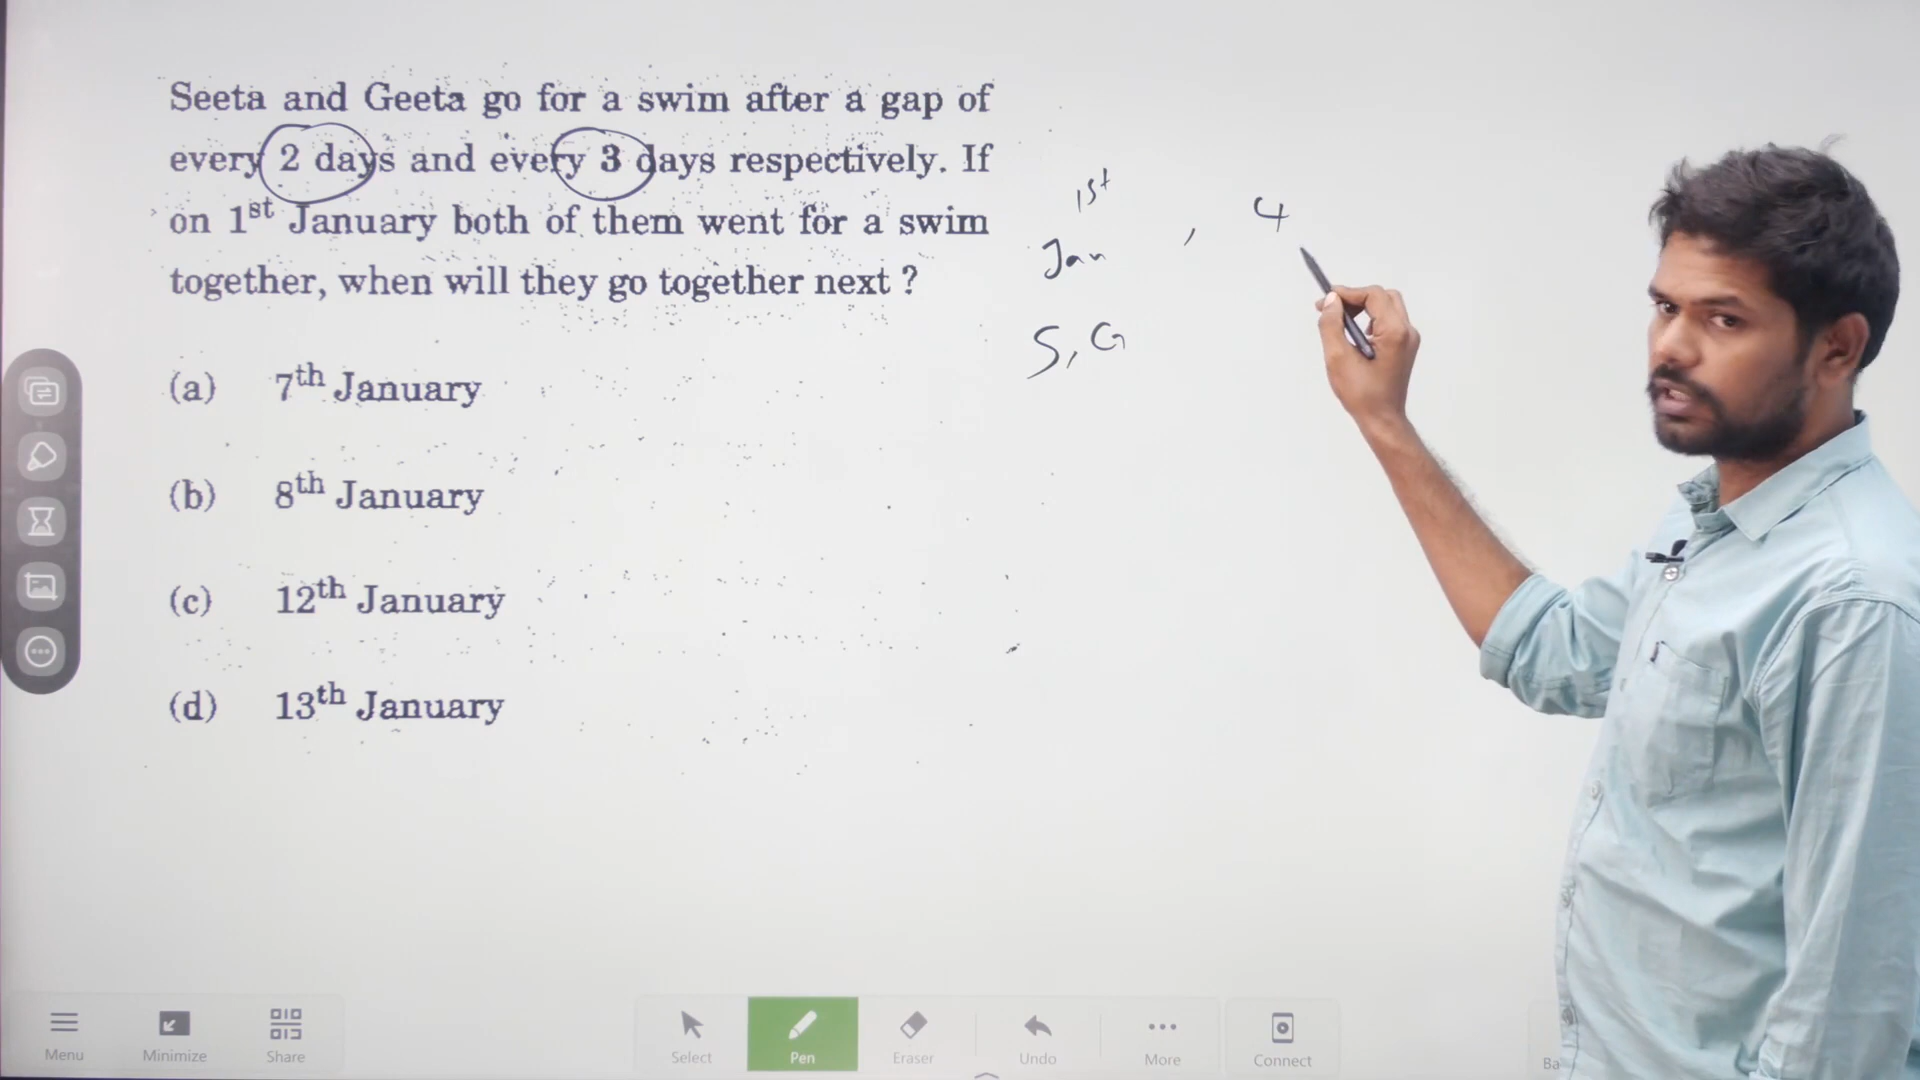 Seeta and Geeta go for a swim after a gap of
every 2 days and every 3 days respectively. If
on 1st January both of them went for a swim
together, when will they go together next ?
(a) 7th January
(b) 8th January
(c) 12th January
(d) 13th January
1st
Jan , 4
S, G
Menu
Minimize
Share
Select
Pen
Eraser
Undo
More
Connect
Ba